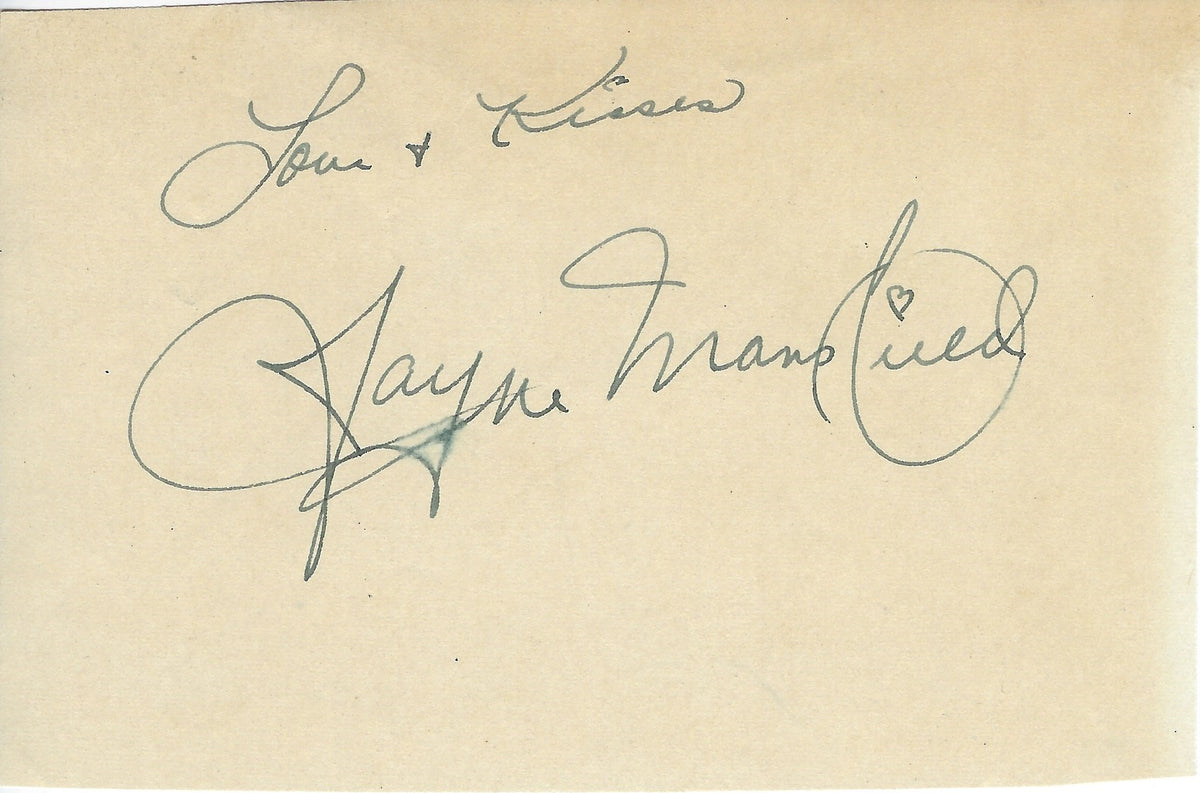 Love + Kisses
Jayne Mansfield